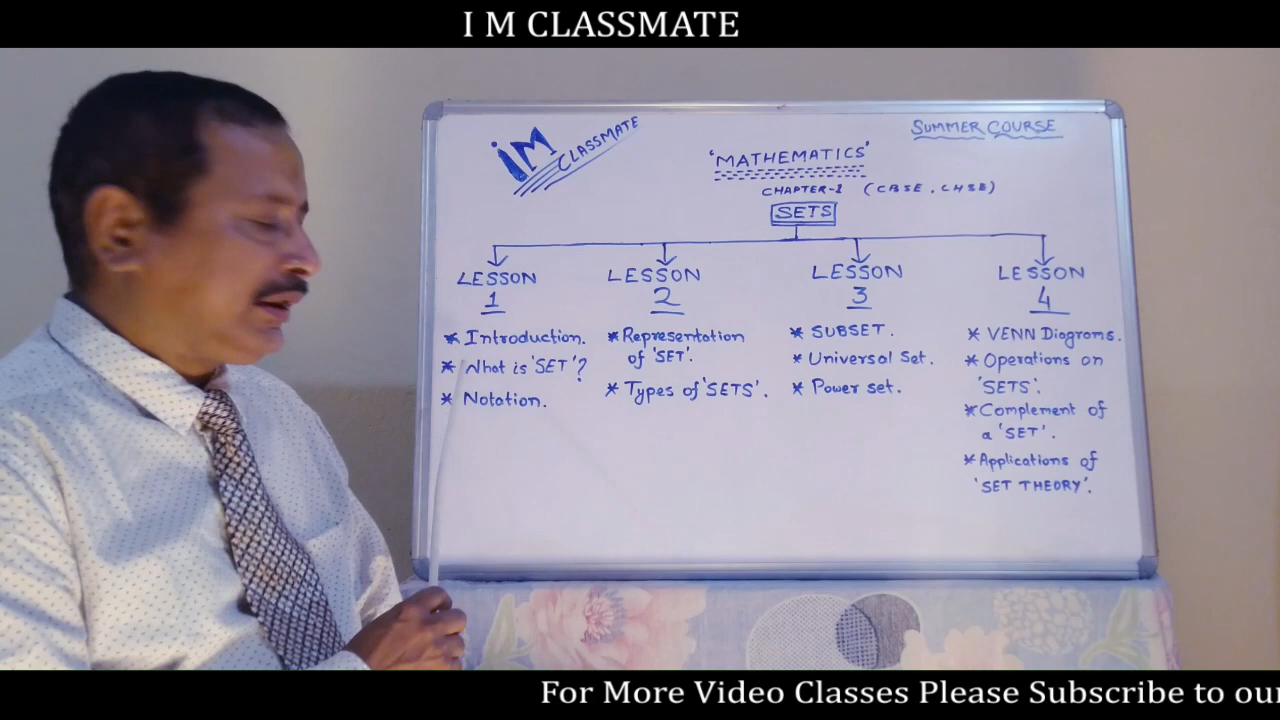 I M CLASSMATE
IM CLASSMATE
SUMMER COURSE
'MATHEMATICS'
CHAPTER-1 (CBSE, CHSE)
SETS
LESSON
1
* Introduction.
* What is 'SET'?
* Notation.
LESSON
2
* Representation
of 'SET'.
* Types of 'SETS'.
LESSON
3
* SUBSET.
* Universal Set.
* Power set.
LESSON
4
* VENN Diagrams.
* Operations on
'SETS'.
* Complement of
a 'SET'.
* Applications of
'SET THEORY'.
For More Video Classes Please Subscribe to our